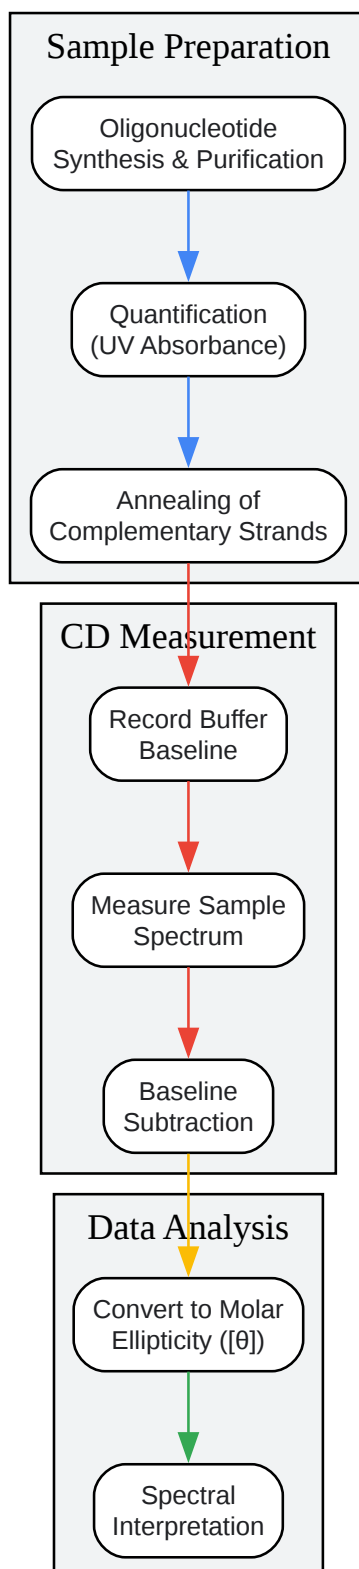 Sample Preparation
Oligonucleotide
Synthesis & Purification
Quantification
(UV Absorbance)
Annealing of
Complementary Strands
CD Measurement
Record Buffer
Baseline
Measure Sample
Spectrum
Baseline
Subtraction
Data Analysis
Convert to Molar
Ellipticity ([θ])
Spectral
Interpretation